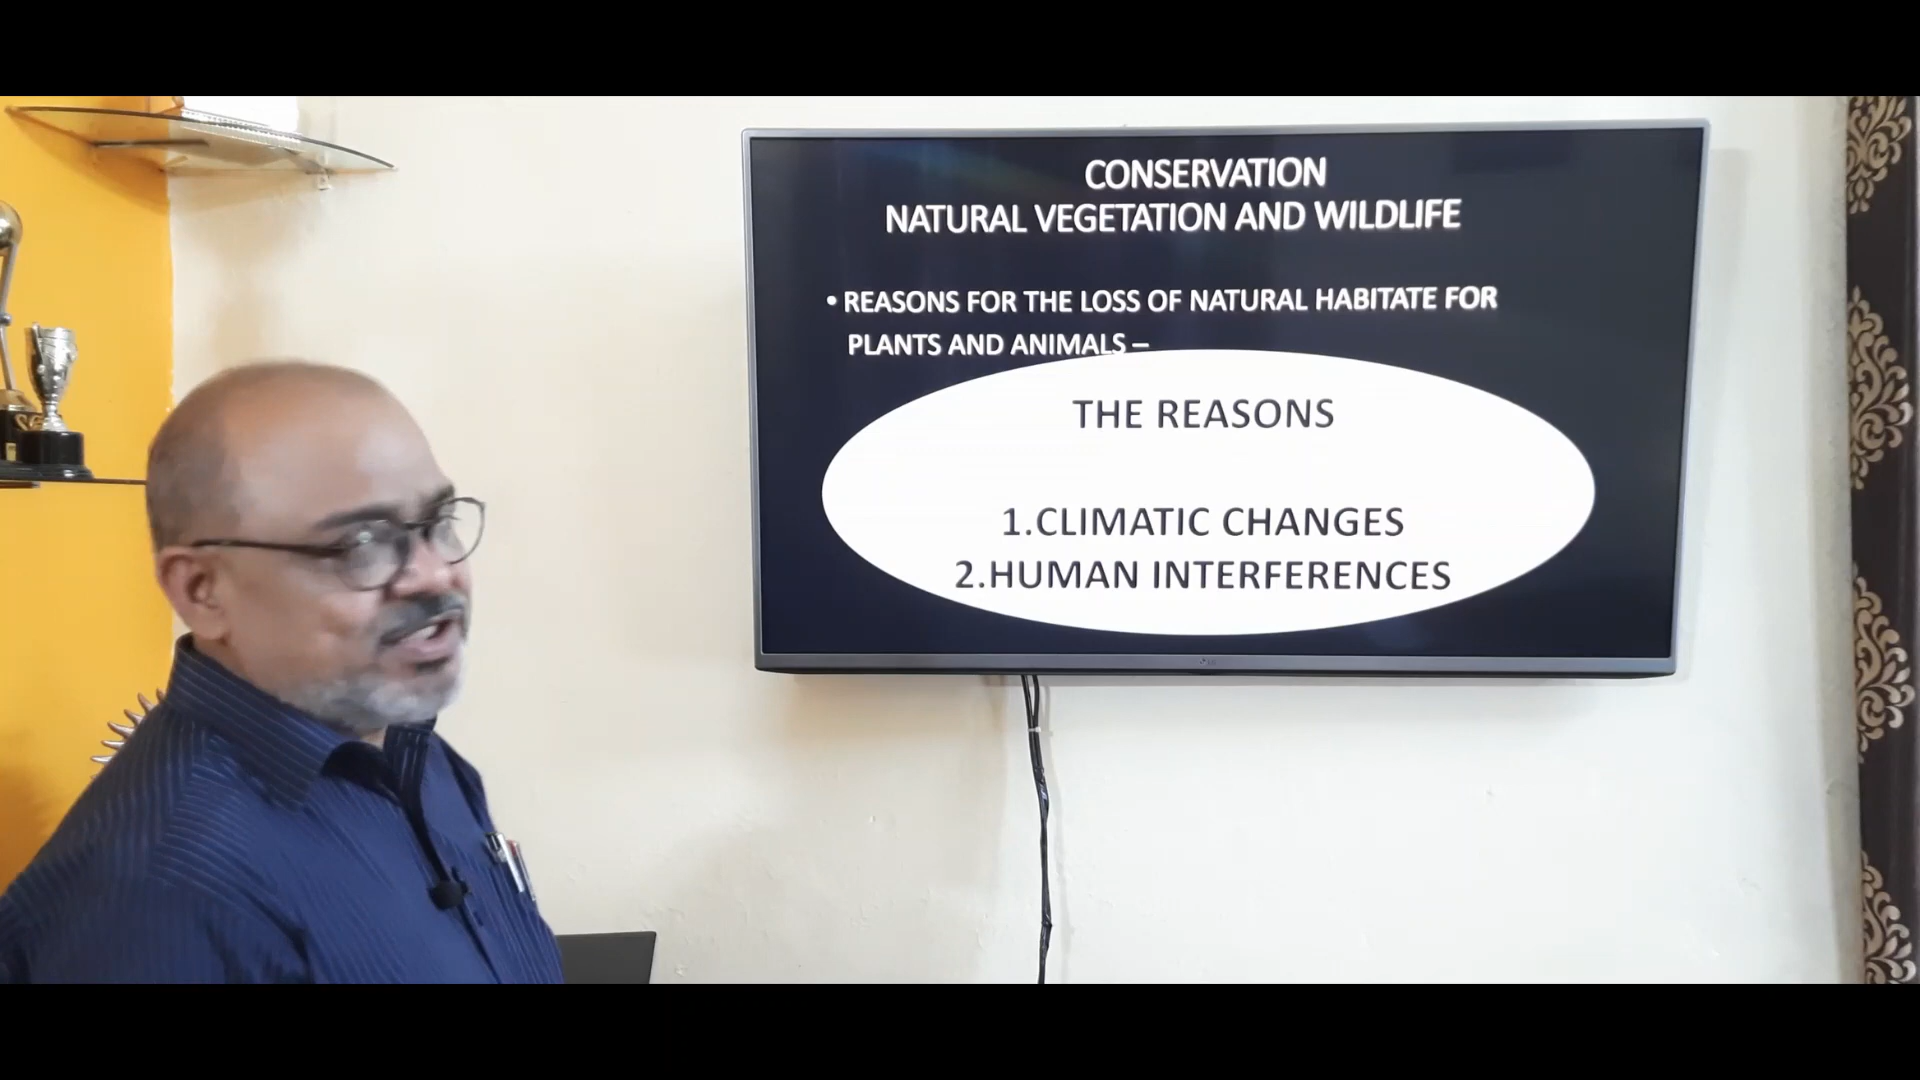 CONSERVATION
NATURAL VEGETATION AND WILDLIFE
• REASONS FOR THE LOSS OF NATURAL HABITATE FOR
PLANTS AND ANIMALS –
THE REASONS
1.CLIMATIC CHANGES
2.HUMAN INTERFERENCES